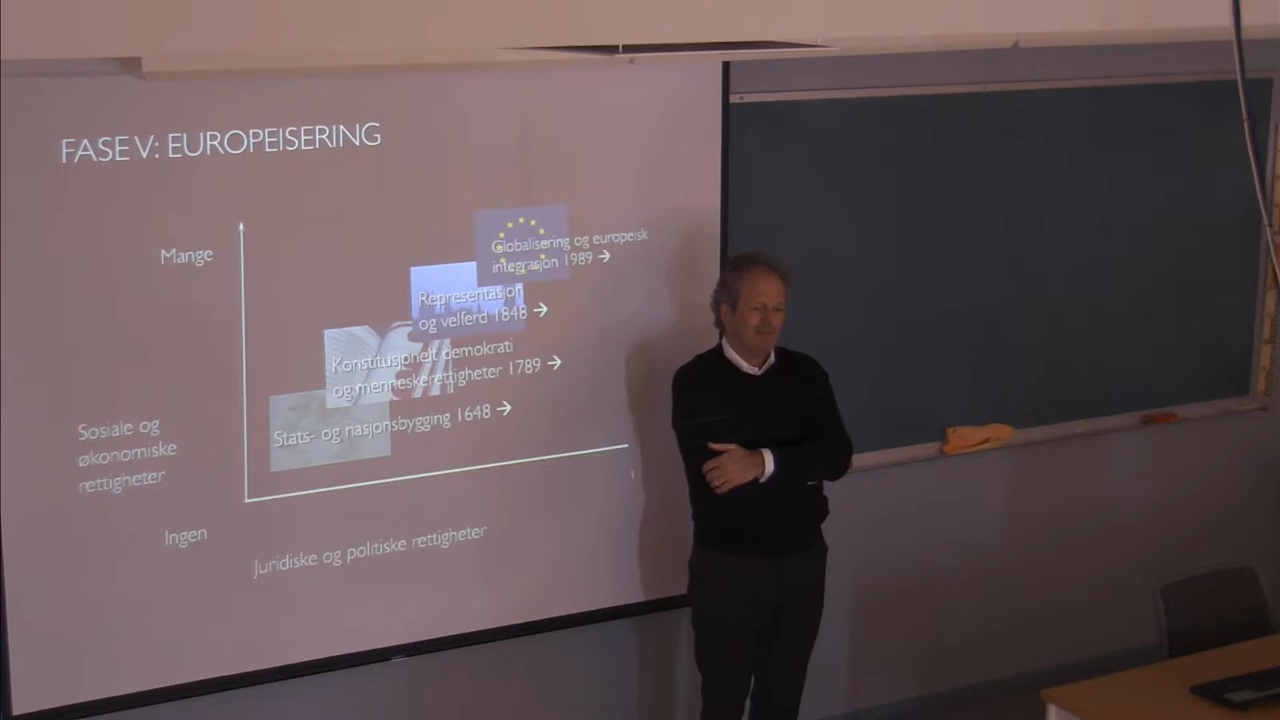 FASE V: EUROPEISERING
Mange
Globalisering og europeisk
integrasjon 1989 →
Representasjon
og velferd 1848 →
Konstitusjonelt demokrati
og menneskerettigheter 1789 →
Stats- og nasjonsbygging 1648 →
Sosiale og
økonomiske
rettigheter
Ingen
Juridiske og politiske rettigheter